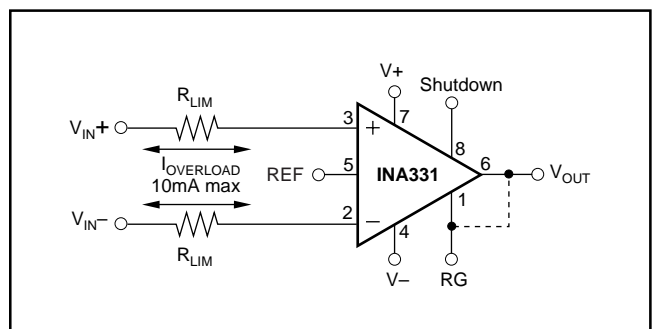 V+
Shutdown
R_LIM
7
V_IN+
3
+
8
I_OVERLOAD
10mA max
REF
5
INA331
6
V_OUT
1
V_IN–
2
–
4
R_LIM
V–
RG